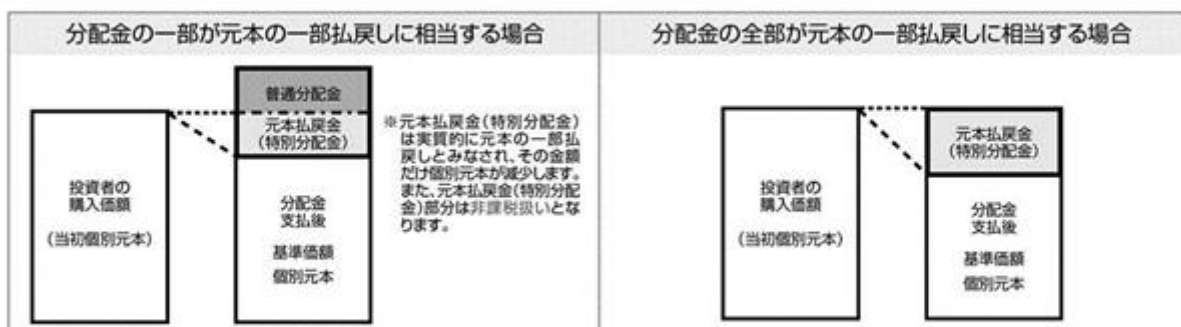 分配金の一部が元本の一部払戻しに相当する場合
普通分配金
元本払戻金
(特別分配金)
投資者の
購入価額
(当初個別元本)
分配金
支払後
基準価額
個別元本
※元本払戻金(特別分配金)
は実質的に元本の一部払
戻しとみなされ、その金額
だけ個別元本が減少します。
また、元本払戻金(特別分配
金)部分は非課税扱いとな
ります。
分配金の全部が元本の一部払戻しに相当する場合
元本払戻金
(特別分配金)
投資者の
購入価額
(当初個別元本)
分配金
支払後
基準価額
個別元本